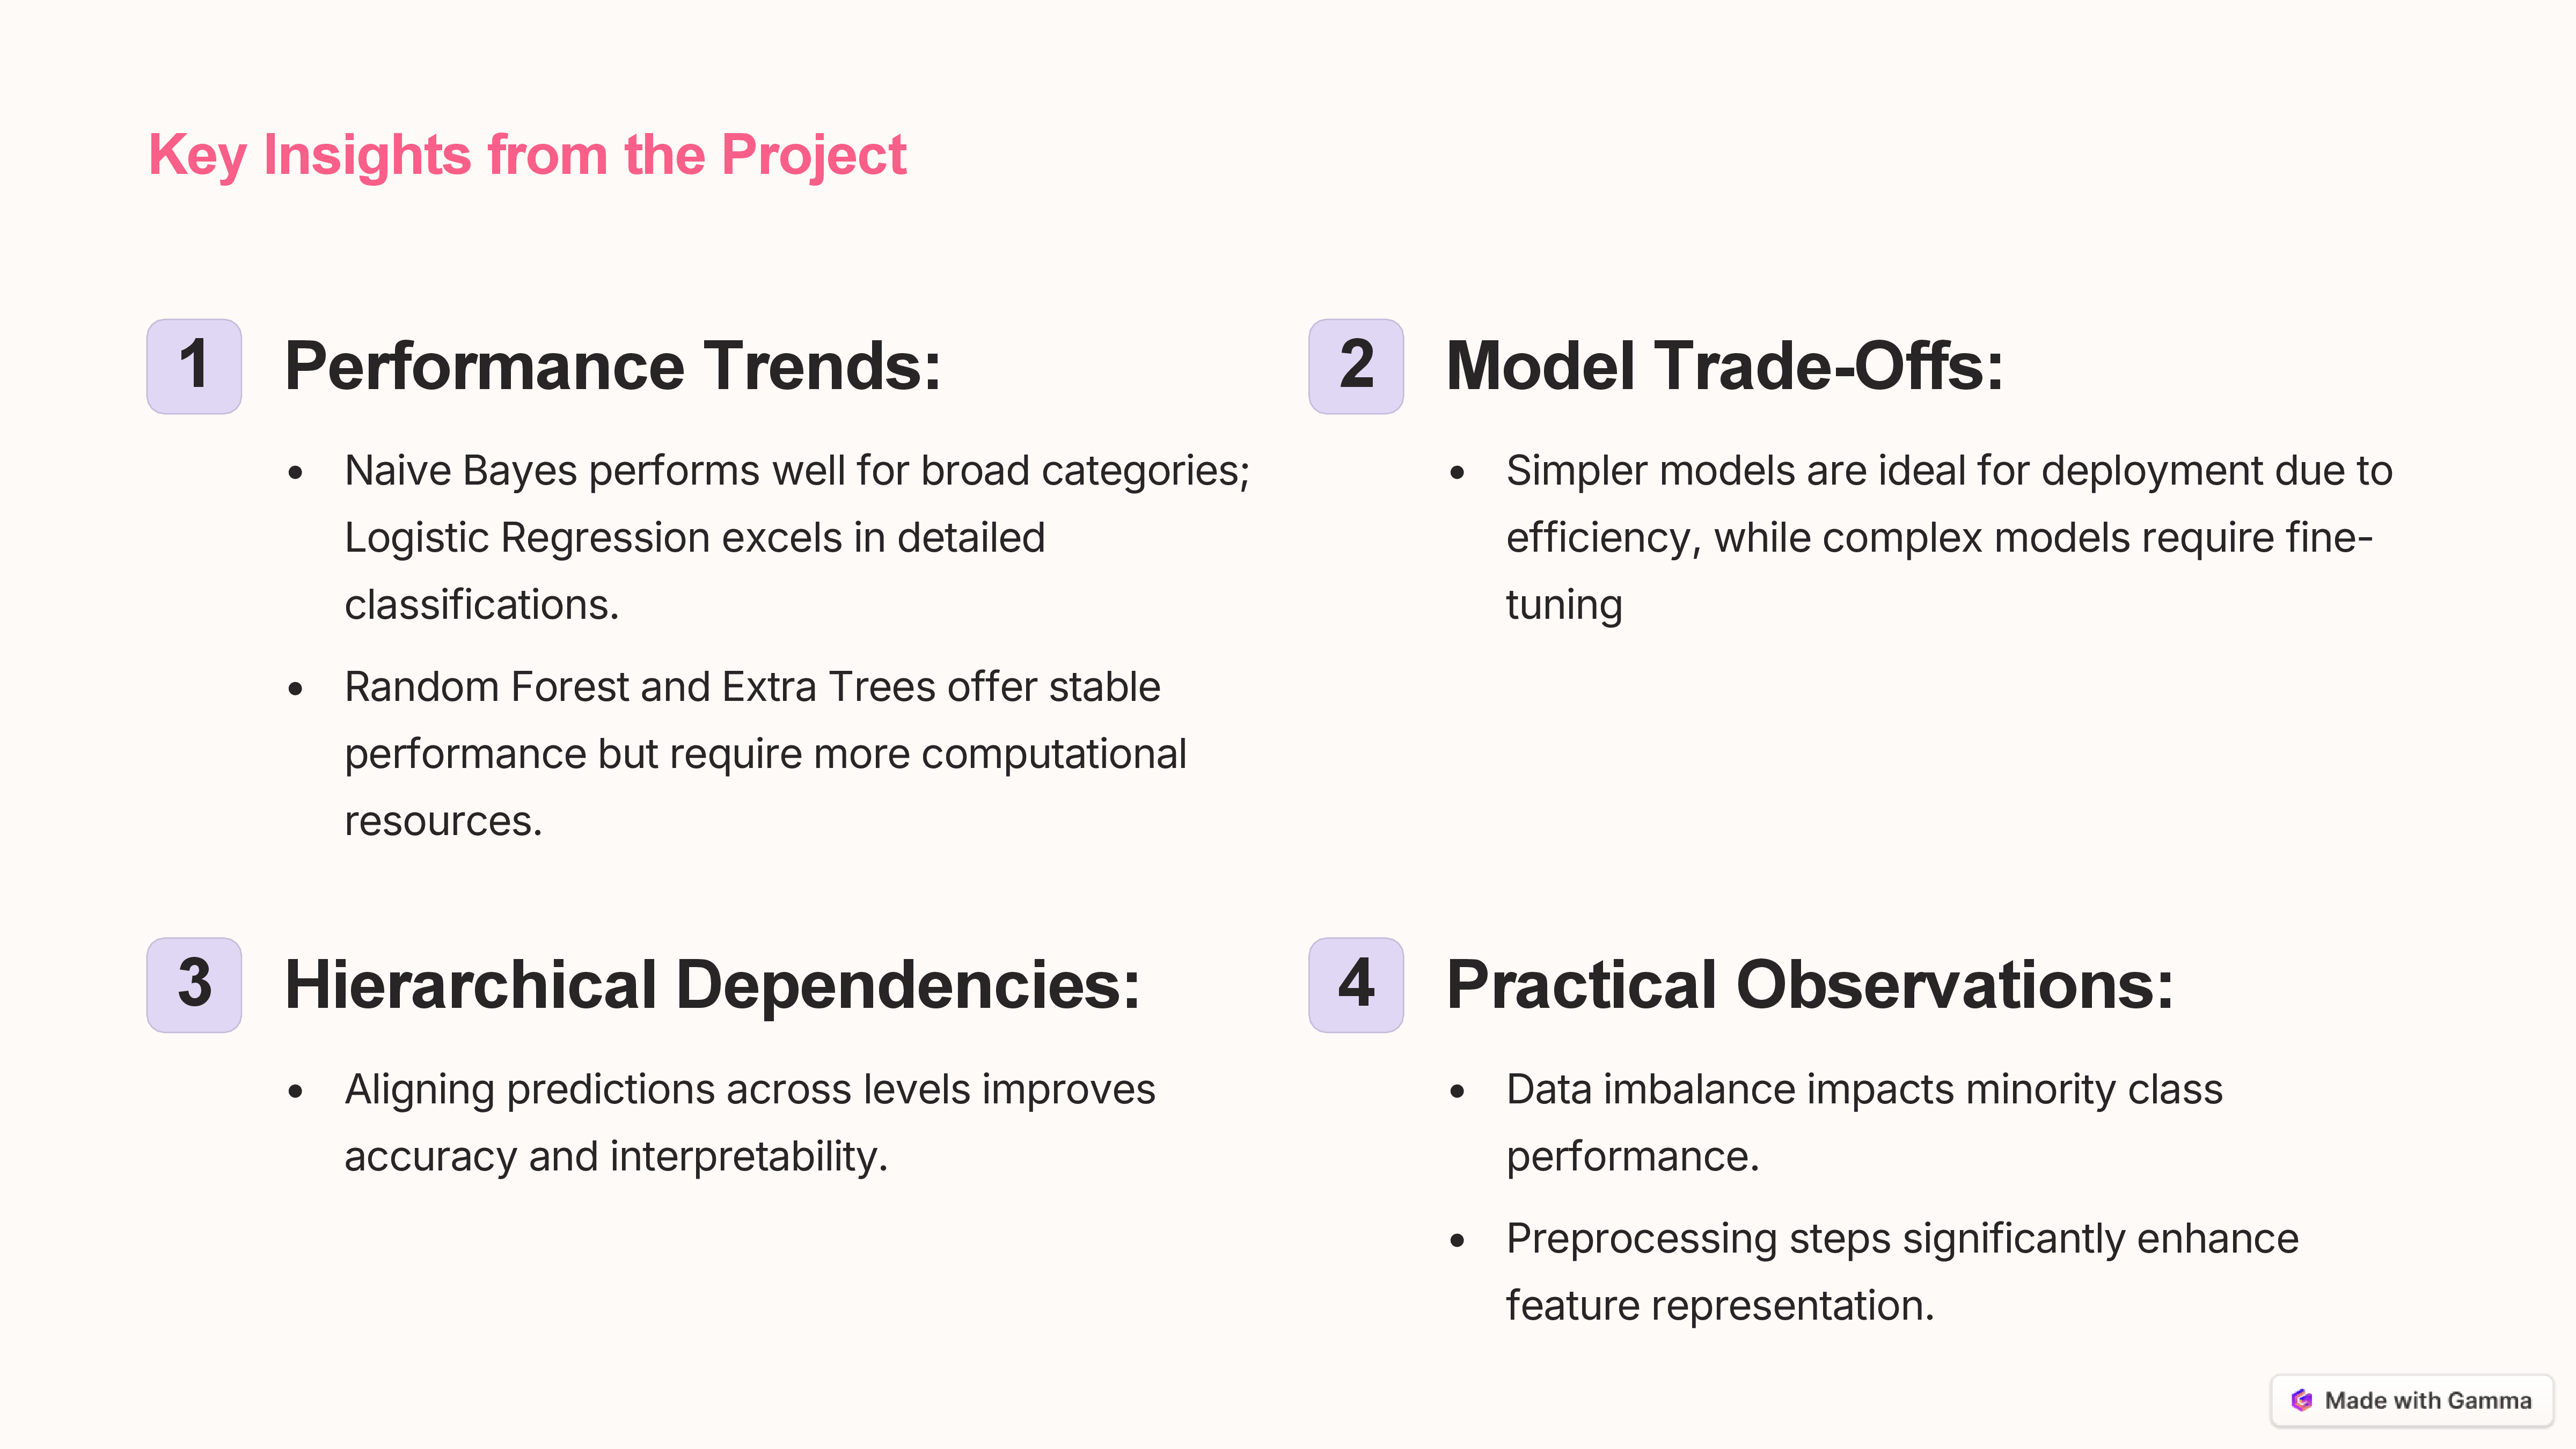 Key Insights from the Project
1
Performance Trends:
• Naive Bayes performs well for broad categories;
Logistic Regression excels in detailed
classifications.
• Random Forest and Extra Trees offer stable
performance but require more computational
resources.
2
Model Trade-Offs:
• Simpler models are ideal for deployment due to
efficiency, while complex models require fine-
tuning
3
Hierarchical Dependencies:
• Aligning predictions across levels improves
accuracy and interpretability.
4
Practical Observations:
• Data imbalance impacts minority class
performance.
• Preprocessing steps significantly enhance
feature representation.
Made with Gamma